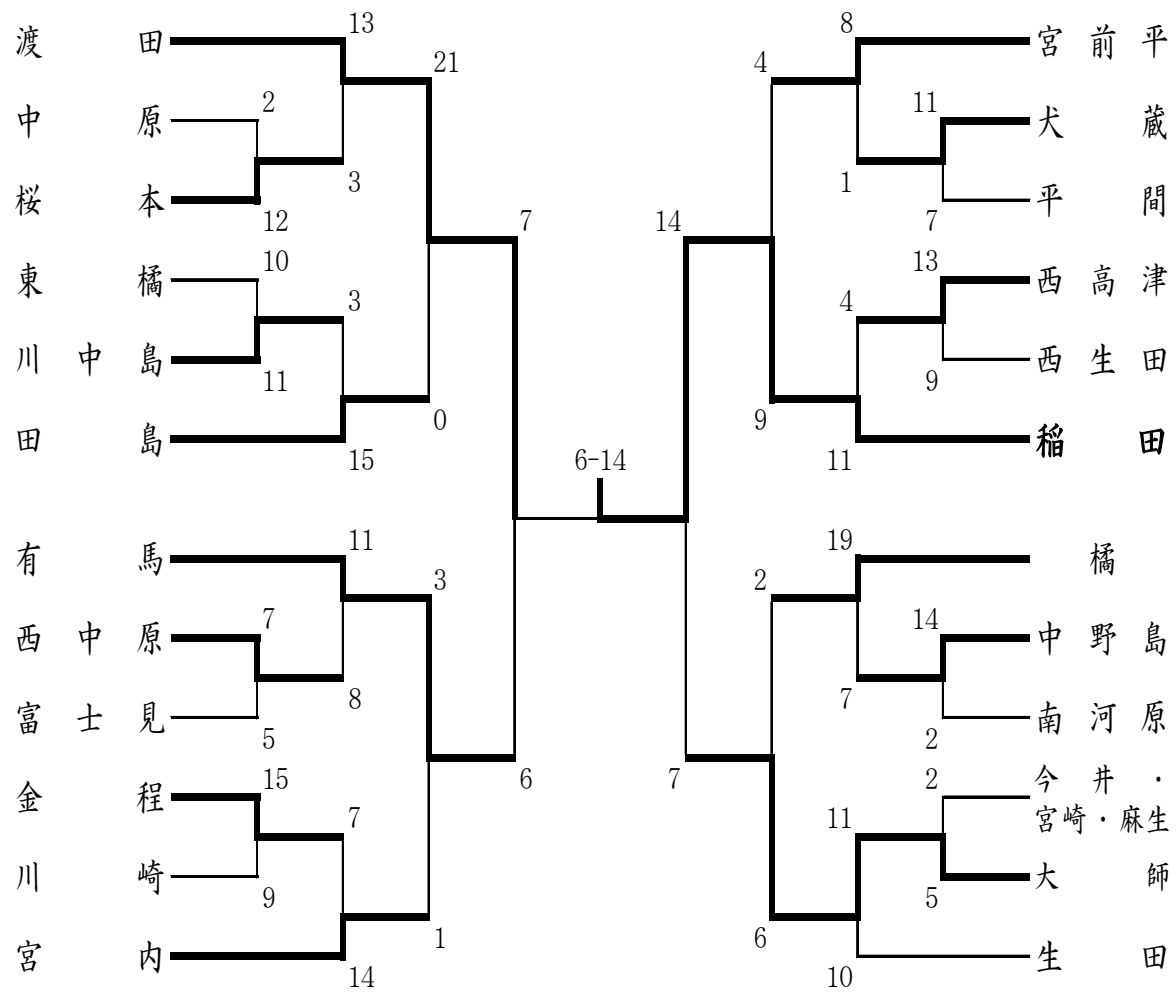 渡田
中原
桜本
東橘
川中島
田島
有馬
西中原
富士見
金程
川崎
宮内
13
2
12
3
10
11
3
15
21
0
7
11
7
5
8
15
9
7
14
3
1
6
6-14
14
7
4
9
2
6
8
1
11
7
4
13
9
11
19
14
2
7
2
5
11
10
宮前平
犬蔵
平間
西高津
西生田
稲田
橘
中野島
南河原
今井・
宮崎・麻生
大師
生田